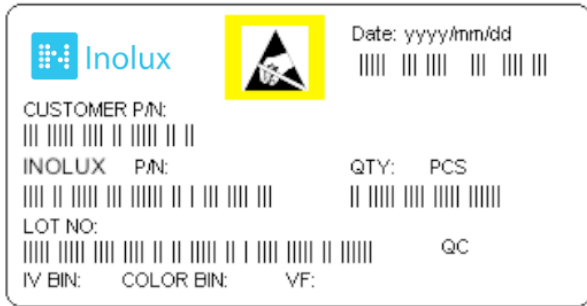 Inolux
Date: yyyy/mm/dd
CUSTOMER P/N:
INOLUX P/N: QTY: PCS
LOT NO:
QC
IV BIN: COLOR BIN: VF: